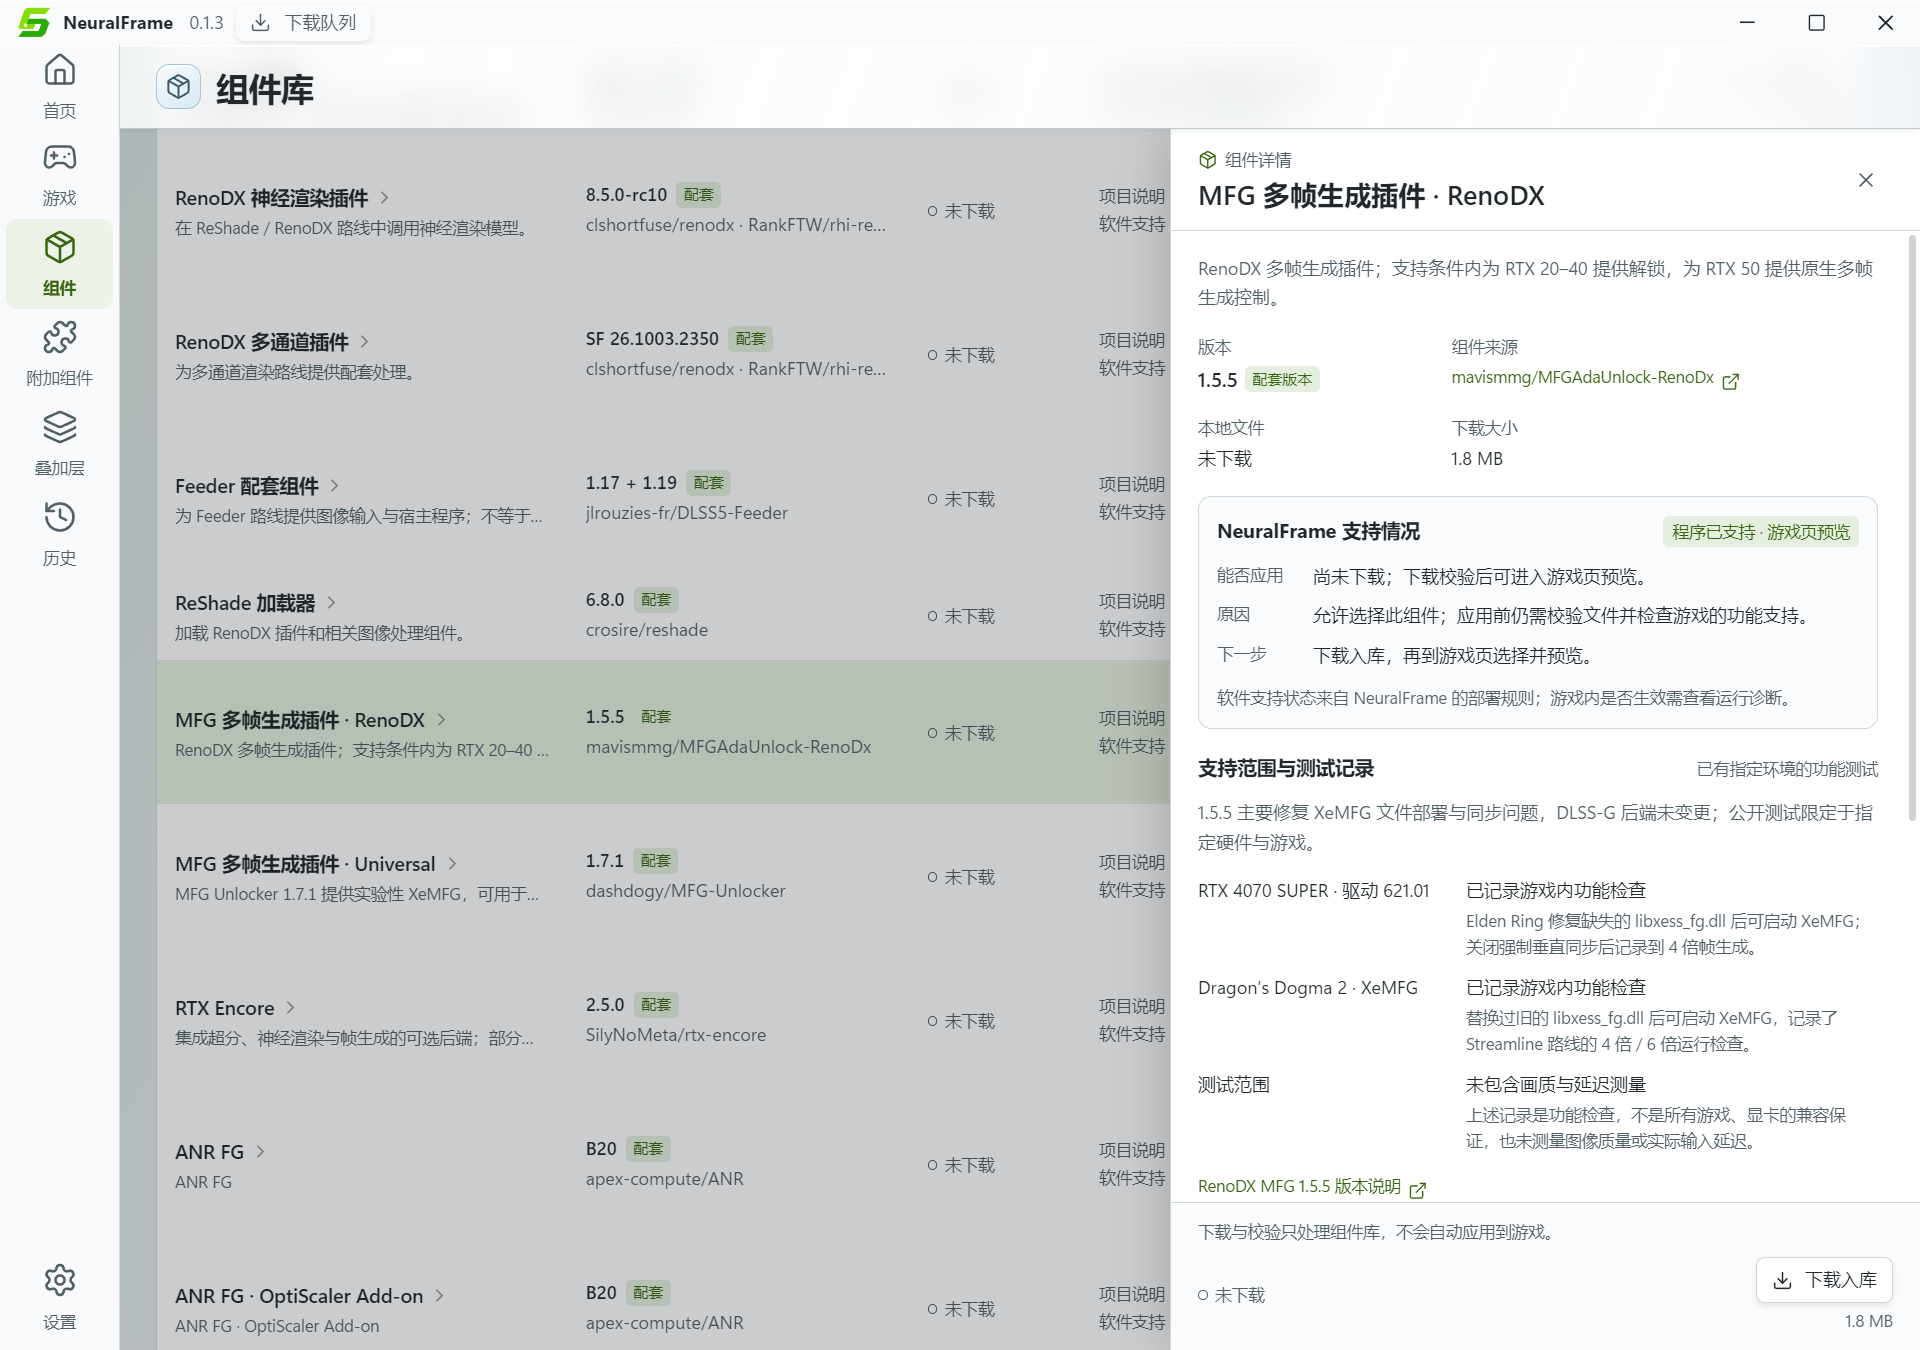 NeuralFrame 0.1.3 下载队列
首页
游戏
组件
附加组件
叠加层
历史
设置
组件库
RenoDX 神经渲染插件
在 ReShade / RenoDX 路线中调用神经渲染模型。
8.5.0-rc10 配套
clshortfuse/renodx · RankFTW/rhi-re...
未下载
项目说明
软件支持
RenoDX 多通道插件
为多通道渲染路线提供配套处理。
SF 26.1003.2350 配套
clshortfuse/renodx · RankFTW/rhi-re...
未下载
项目说明
软件支持
Feeder 配套组件
为 Feeder 路线提供图像输入与宿主程序；不等于...
1.17 + 1.19 配套
jlrouzies-fr/DLSS5-Feeder
未下载
项目说明
软件支持
ReShade 加载器
加载 RenoDX 插件和相关图像处理组件。
6.8.0 配套
crosire/reshade
未下载
项目说明
软件支持
MFG 多帧生成插件 · RenoDX
RenoDX 多帧生成插件；支持条件内为 RTX 20–40 ...
1.5.5 配套
mavismmg/MFGAdaUnlock-RenoDx
未下载
项目说明
软件支持
MFG 多帧生成插件 · Universal
MFG Unlocker 1.7.1 提供实验性 XeMFG，可用于...
1.7.1 配套
dashdogy/MFG-Unlocker
未下载
项目说明
软件支持
RTX Encore
集成超分、神经渲染与帧生成的可选后端；部分...
2.5.0 配套
SilyNoMeta/rtx-encore
未下载
项目说明
软件支持
ANR FG
ANR FG
B20 配套
apex-compute/ANR
未下载
项目说明
软件支持
ANR FG · OptiScaler Add-on
ANR FG · OptiScaler Add-on
B20 配套
apex-compute/ANR
未下载
项目说明
软件支持
组件详情
MFG 多帧生成插件 · RenoDX
RenoDX 多帧生成插件；支持条件内为 RTX 20–40 提供解锁，为 RTX 50 提供原生多帧
生成控制。
版本
1.5.5 配套版本
组件来源
mavismmg/MFGAdaUnlock-RenoDx
本地文件
未下载
下载大小
1.8 MB
NeuralFrame 支持情况
程序已支持 · 游戏页预览
能否应用 尚未下载；下载校验后可进入游戏页预览。
原因 允许选择此组件；应用前仍需校验文件并检查游戏的功能支持。
下一步 下载入库，再到游戏页选择并预览。
软件支持状态来自 NeuralFrame 的部署规则；游戏内是否生效需查看运行诊断。
支持范围与测试记录
已有指定环境的功能测试
1.5.5 主要修复 XeMFG 文件部署与同步问题，DLSS-G 后端未变更；公开测试限定于指
定硬件与游戏。
RTX 4070 SUPER · 驱动 621.01
已记录游戏内功能检查
Elden Ring 修复缺失的 libxess_fg.dll 后可启动 XeMFG；
关闭强制垂直同步后记录到 4 倍帧生成。
Dragon’s Dogma 2 · XeMFG
已记录游戏内功能检查
替换过旧的 libxess_fg.dll 后可启动 XeMFG，记录了
Streamline 路线的 4 倍 / 6 倍运行检查。
测试范围
未包含画质与延迟测量
上述记录是功能检查，不是所有游戏、显卡的兼容保
证，也未测量图像质量或实际输入延迟。
RenoDX MFG 1.5.5 版本说明
下载与校验只处理组件库，不会自动应用到游戏。
未下载
下载入库
1.8 MB